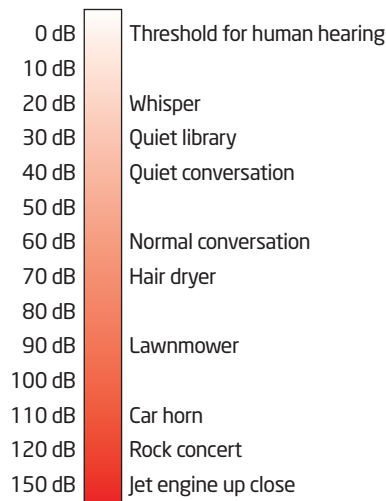 0 dB Threshold for human hearing
10 dB
20 dB Whisper
30 dB Quiet library
40 dB Quiet conversation
50 dB
60 dB Normal conversation
70 dB Hair dryer
80 dB
90 dB Lawnmower
100 dB
110 dB Car horn
120 dB Rock concert
150 dB Jet engine up close